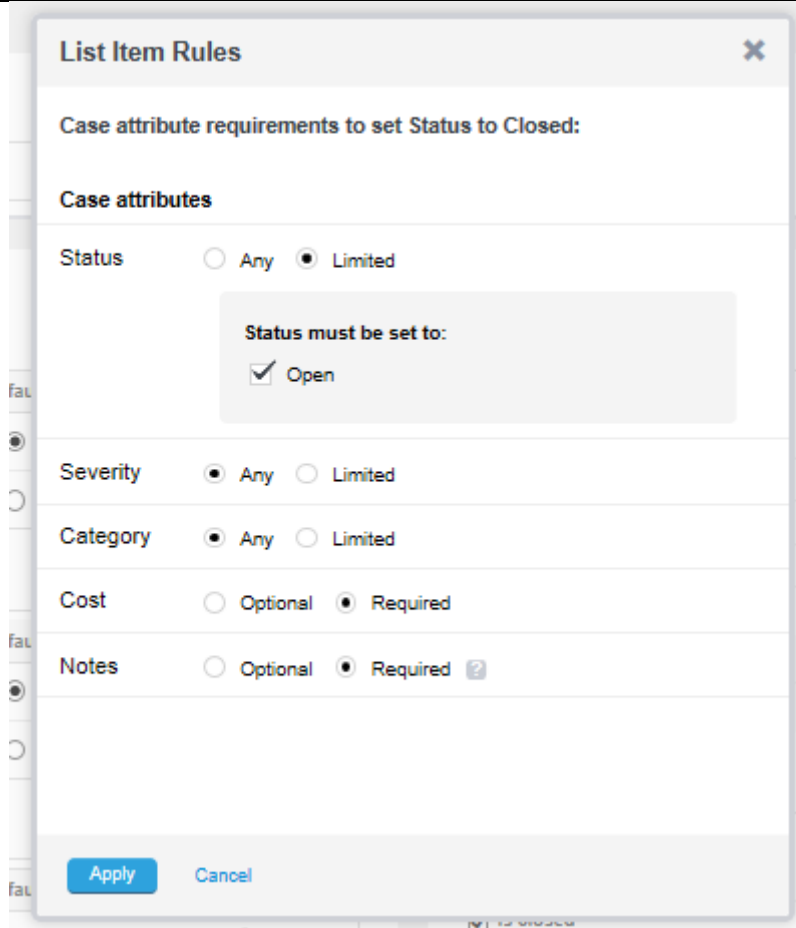 List Item Rules
Case attribute requirements to set Status to Closed:
Case attributes
Status Any Limited
Status must be set to:
Open
Severity Any Limited
Category Any Limited
Cost Optional Required
Notes Optional Required ?
Apply Cancel